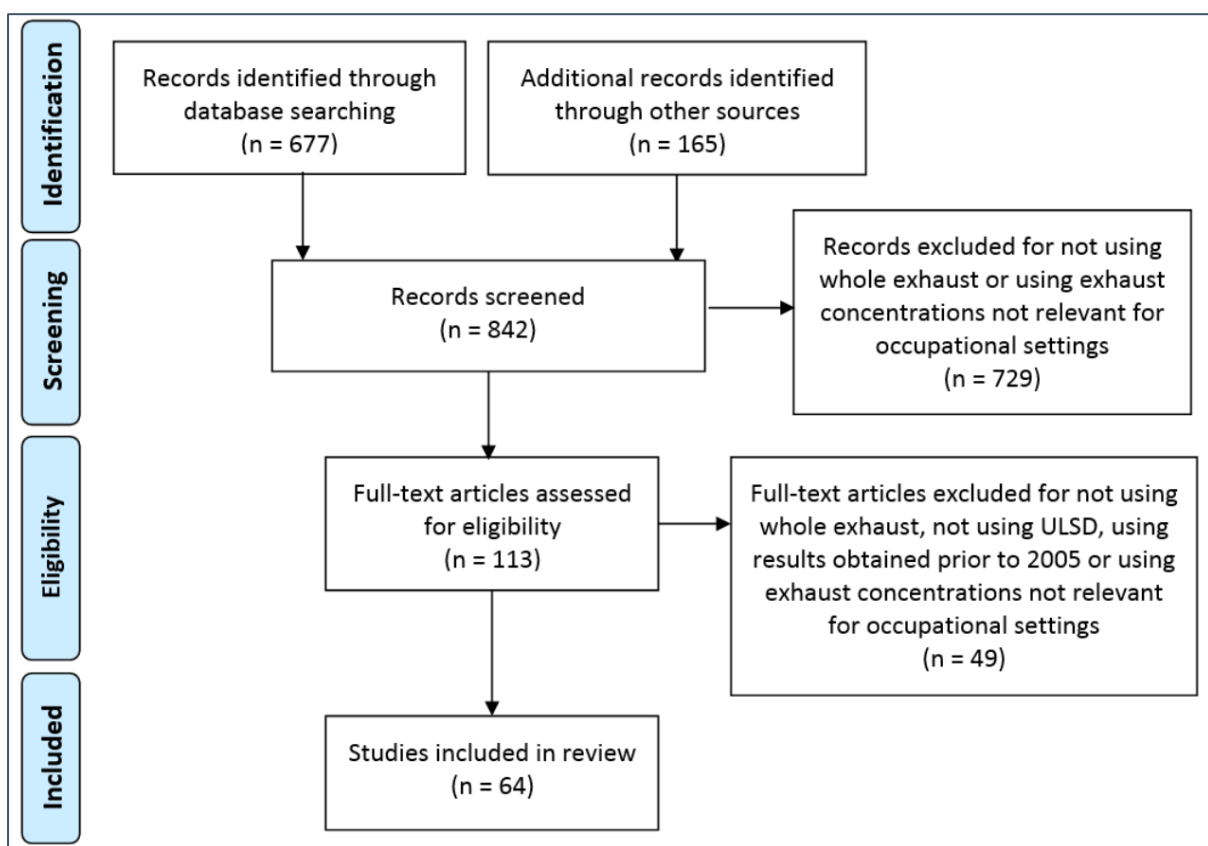 Identification
Records identified through
database searching
(n = 677)
Additional records identified
through other sources
(n = 165)
Screening
Records screened
(n = 842)
Records excluded for not using
whole exhaust or using exhaust
concentrations not relevant for
occupational settings
(n = 729)
Eligibility
Full-text articles assessed
for eligibility
(n = 113)
Full-text articles excluded for not using
whole exhaust, not using ULSD, using
results obtained prior to 2005 or using
exhaust concentrations not relevant
for occupational settings
(n = 49)
Included
Studies included in review
(n = 64)